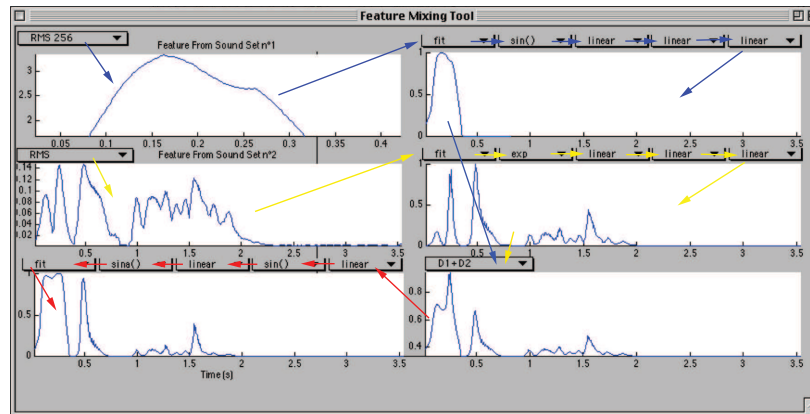 Feature Mixing Tool
RMS 256
Feature From Sound Set n°1
fit sin() linear linear linear
3
2.5
2
0.05 0.1 0.15 0.2 0.25 0.3 0.35 0.4
1
0.5
0
0.5 1 1.5 2 2.5 3 3.5
RMS
Feature From Sound Set n°2
fit exp linear linear linear
0.14
0.12
0.1
0.08
0.06
0.04
0.02
0.5 1 1.5 2 2.5 3 3.5
1
0.5
0
0.5 1 1.5 2 2.5 3 3.5
fit sina() linear sin() linear
D1+D2
1
0.5
0
0.5 1 1.5 2 2.5 3 3.5
Time(s)
0.8
0.6
0.4
0.5 1 1.5 2 2.5 3 3.5